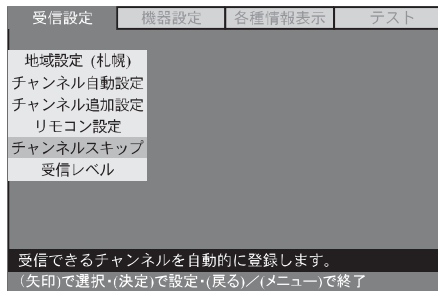 受信設定 機器設定 各種情報表示 テスト
地域設定 (札幌)
チャンネル自動設定
チャンネル追加設定
リモコン設定
チャンネルスキップ
受信レベル
受信できるチャンネルを自動的に登録します。
(矢印)で選択・(決定)で設定・(戻る)／(メニュー)で終了